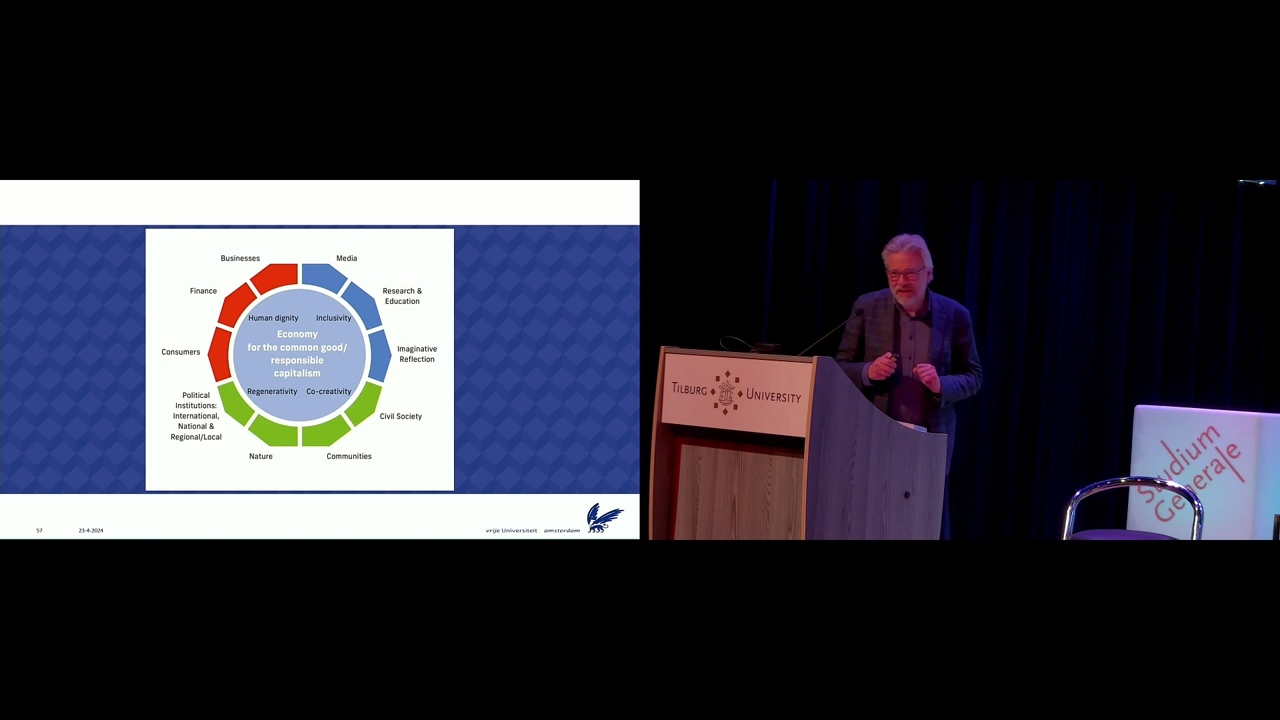 Businesses
Media
Finance
Research &
Education
Human dignity
Inclusivity
Economy
for the common good/
responsible
capitalism
Consumers
Imaginative
Reflection
Regenerativity
Co-creativity
Political
Institutions:
International,
National &
Regional/Local
Civil Society
Nature
Communities
57
23-4-2024
vrije Universiteit amsterdam
TILBURG UNIVERSITY
Studium
Generale